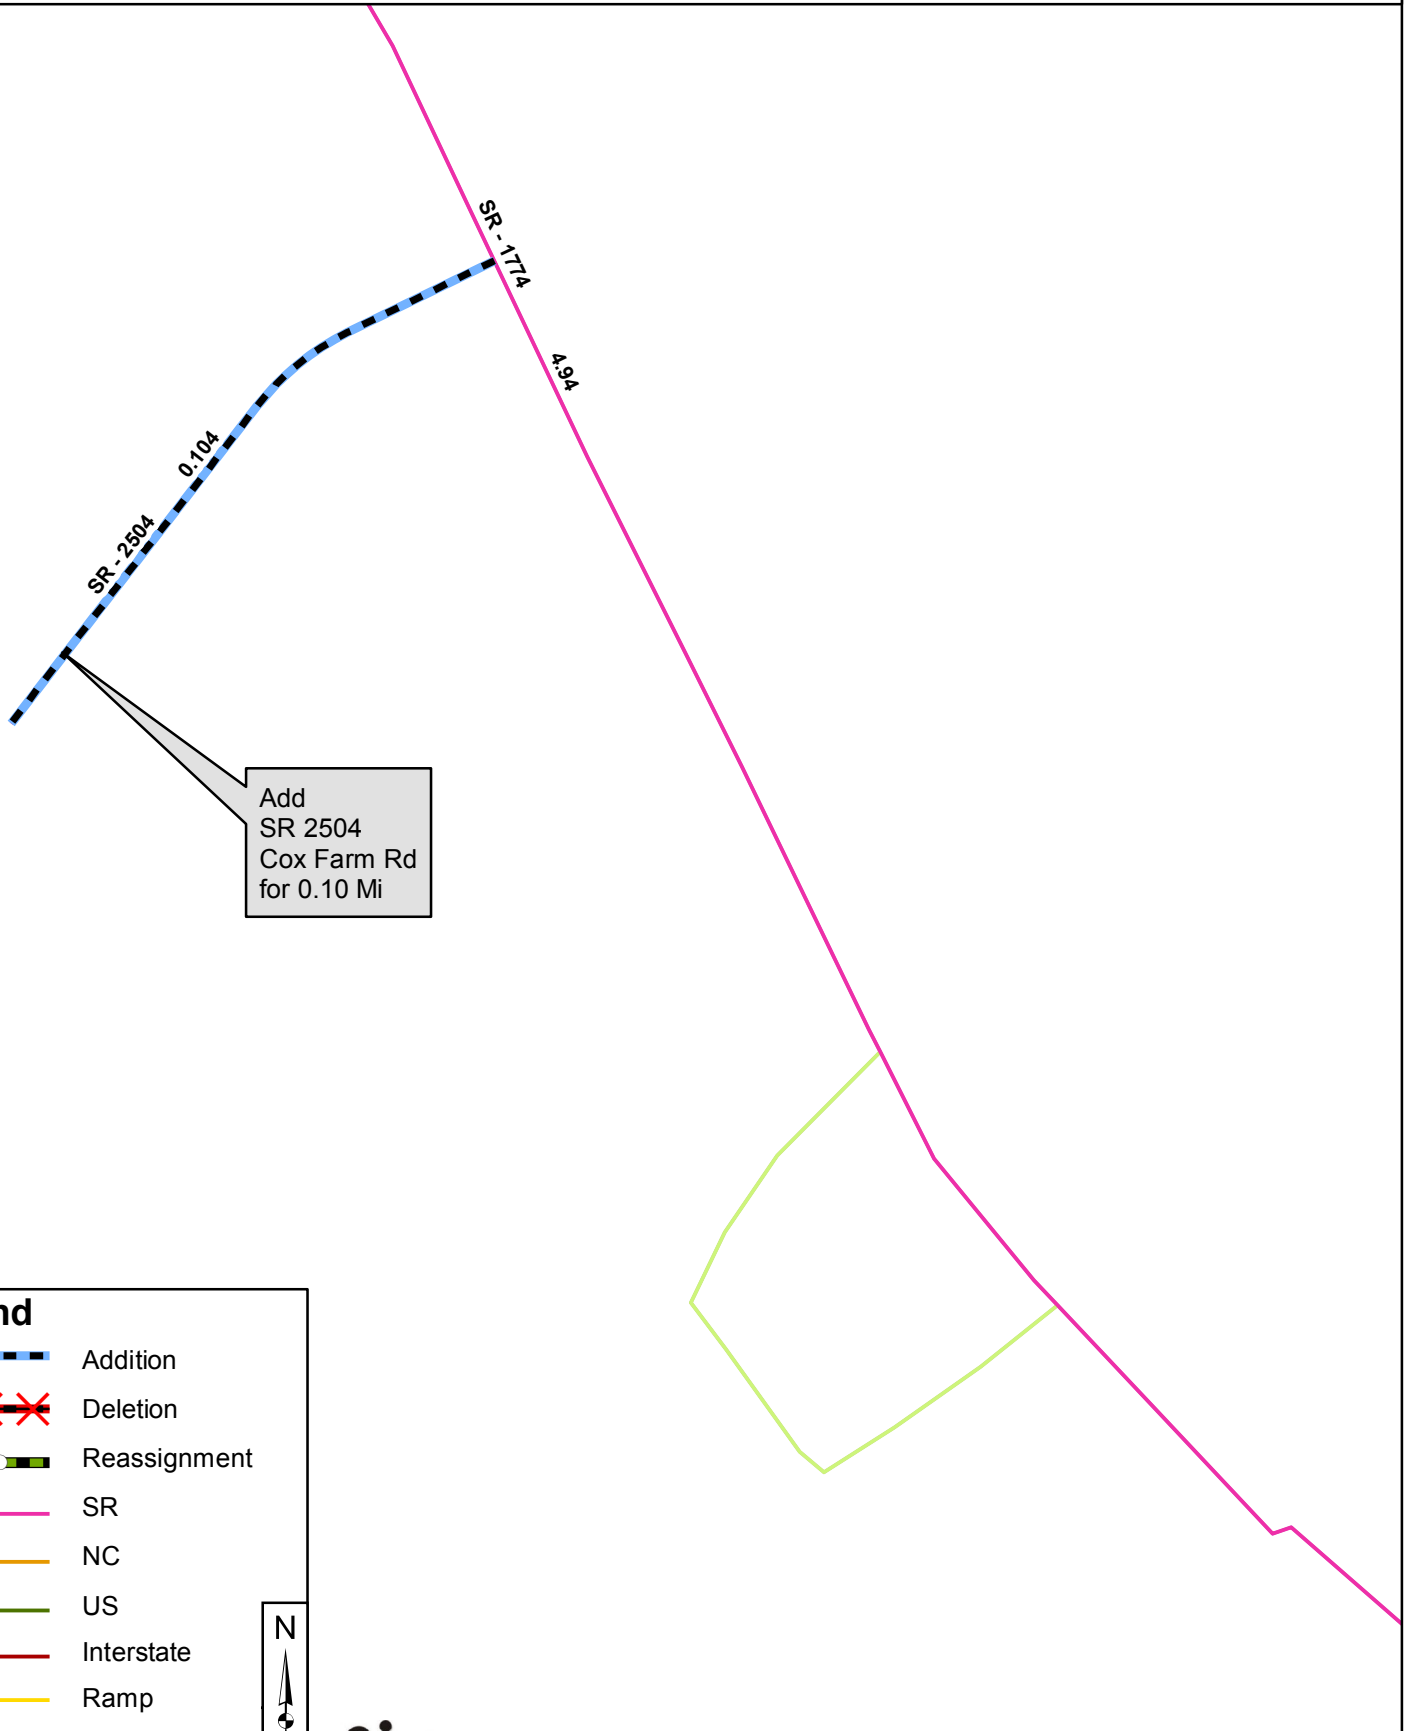 SR - 1774
4.94
0.104
SR - 2504
Add
SR 2504
Cox Farm Rd
for 0.10 Mi
nd
Addition
Deletion
Reassignment
SR
NC
US
Interstate
Ramp
N